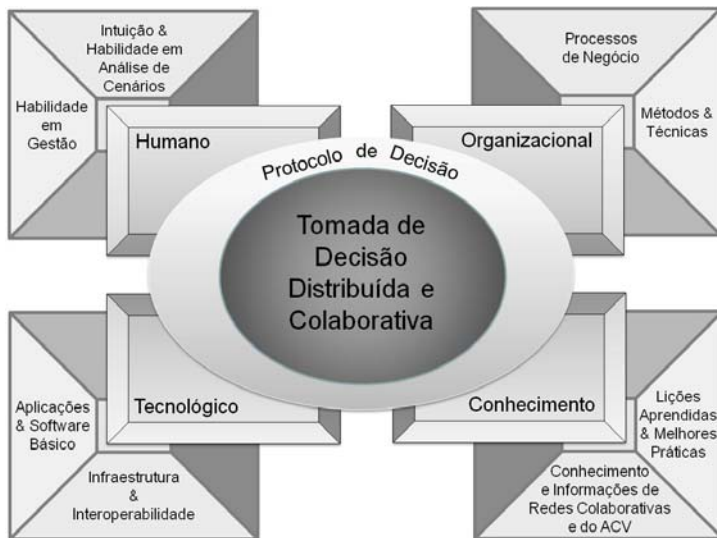 Intuição &
Habilidade em
Análise de
Cenários
Habilidade
em
Gestão
Humano
Processos
de Negócio
Métodos &
Técnicas
Organizacional
Protocolo de Decisão
Tomada de
Decisão
Distribuída e
Colaborativa
Tecnológico
Aplicações
& Software
Básico
Infraestrutura
&
Interoperabilidade
Conhecimento
Lições
Aprendidas
& Melhores
Práticas
Conhecimento
e Informações de
Redes Colaborativas
e do ACV